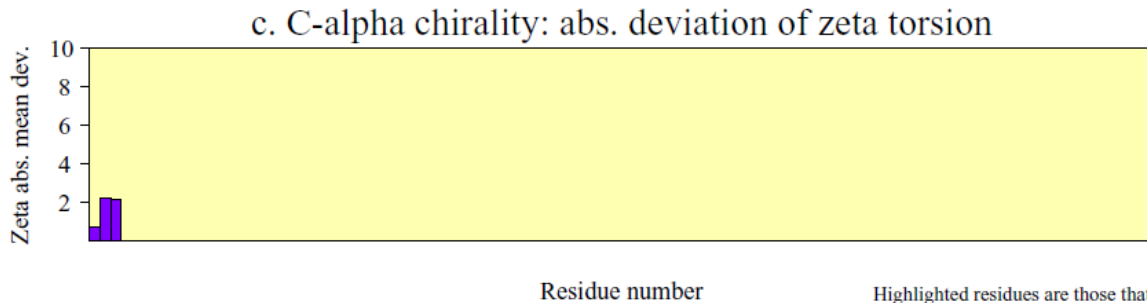 c. C-alpha chirality: abs. deviation of zeta torsion
Zeta abs. mean dev.
10
8
6
4
2
Residue number
Highlighted residues are those that